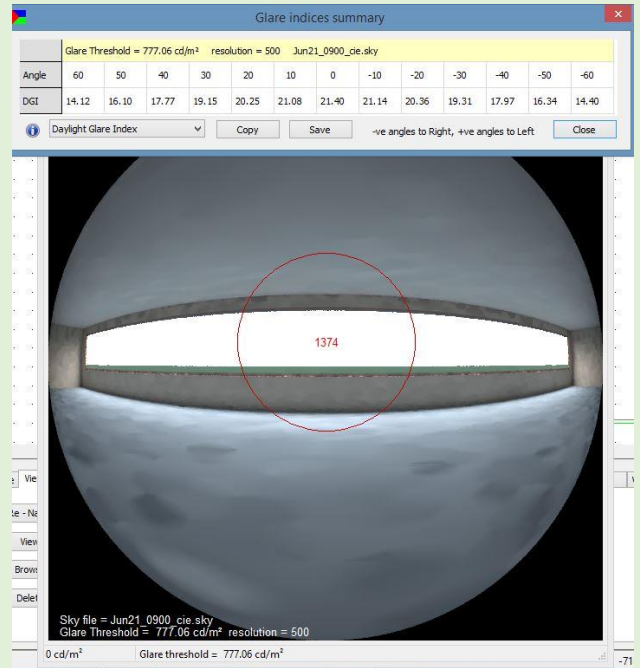 Glare indices summary
Glare Threshold = 777.06 cd/m² resolution = 500 Jun21_0900_cie.sky
Angle 60 50 40 30 20 10 0 -10 -20 -30 -40 -50 -60
DGI 14.12 16.10 17.77 19.15 20.25 21.08 21.40 21.14 20.36 19.31 17.97 16.34 14.40
Daylight Glare Index Copy Save -ve angles to Right, +ve angles to Left Close
1374
Vie
Re - Na
View
Brows
Delet
Sky file = Jun21_0900_cie.sky
Glare Threshold = 777.06 cd/m² resolution = 500
0 cd/m² Glare threshold = 777.06 cd/m²
-71